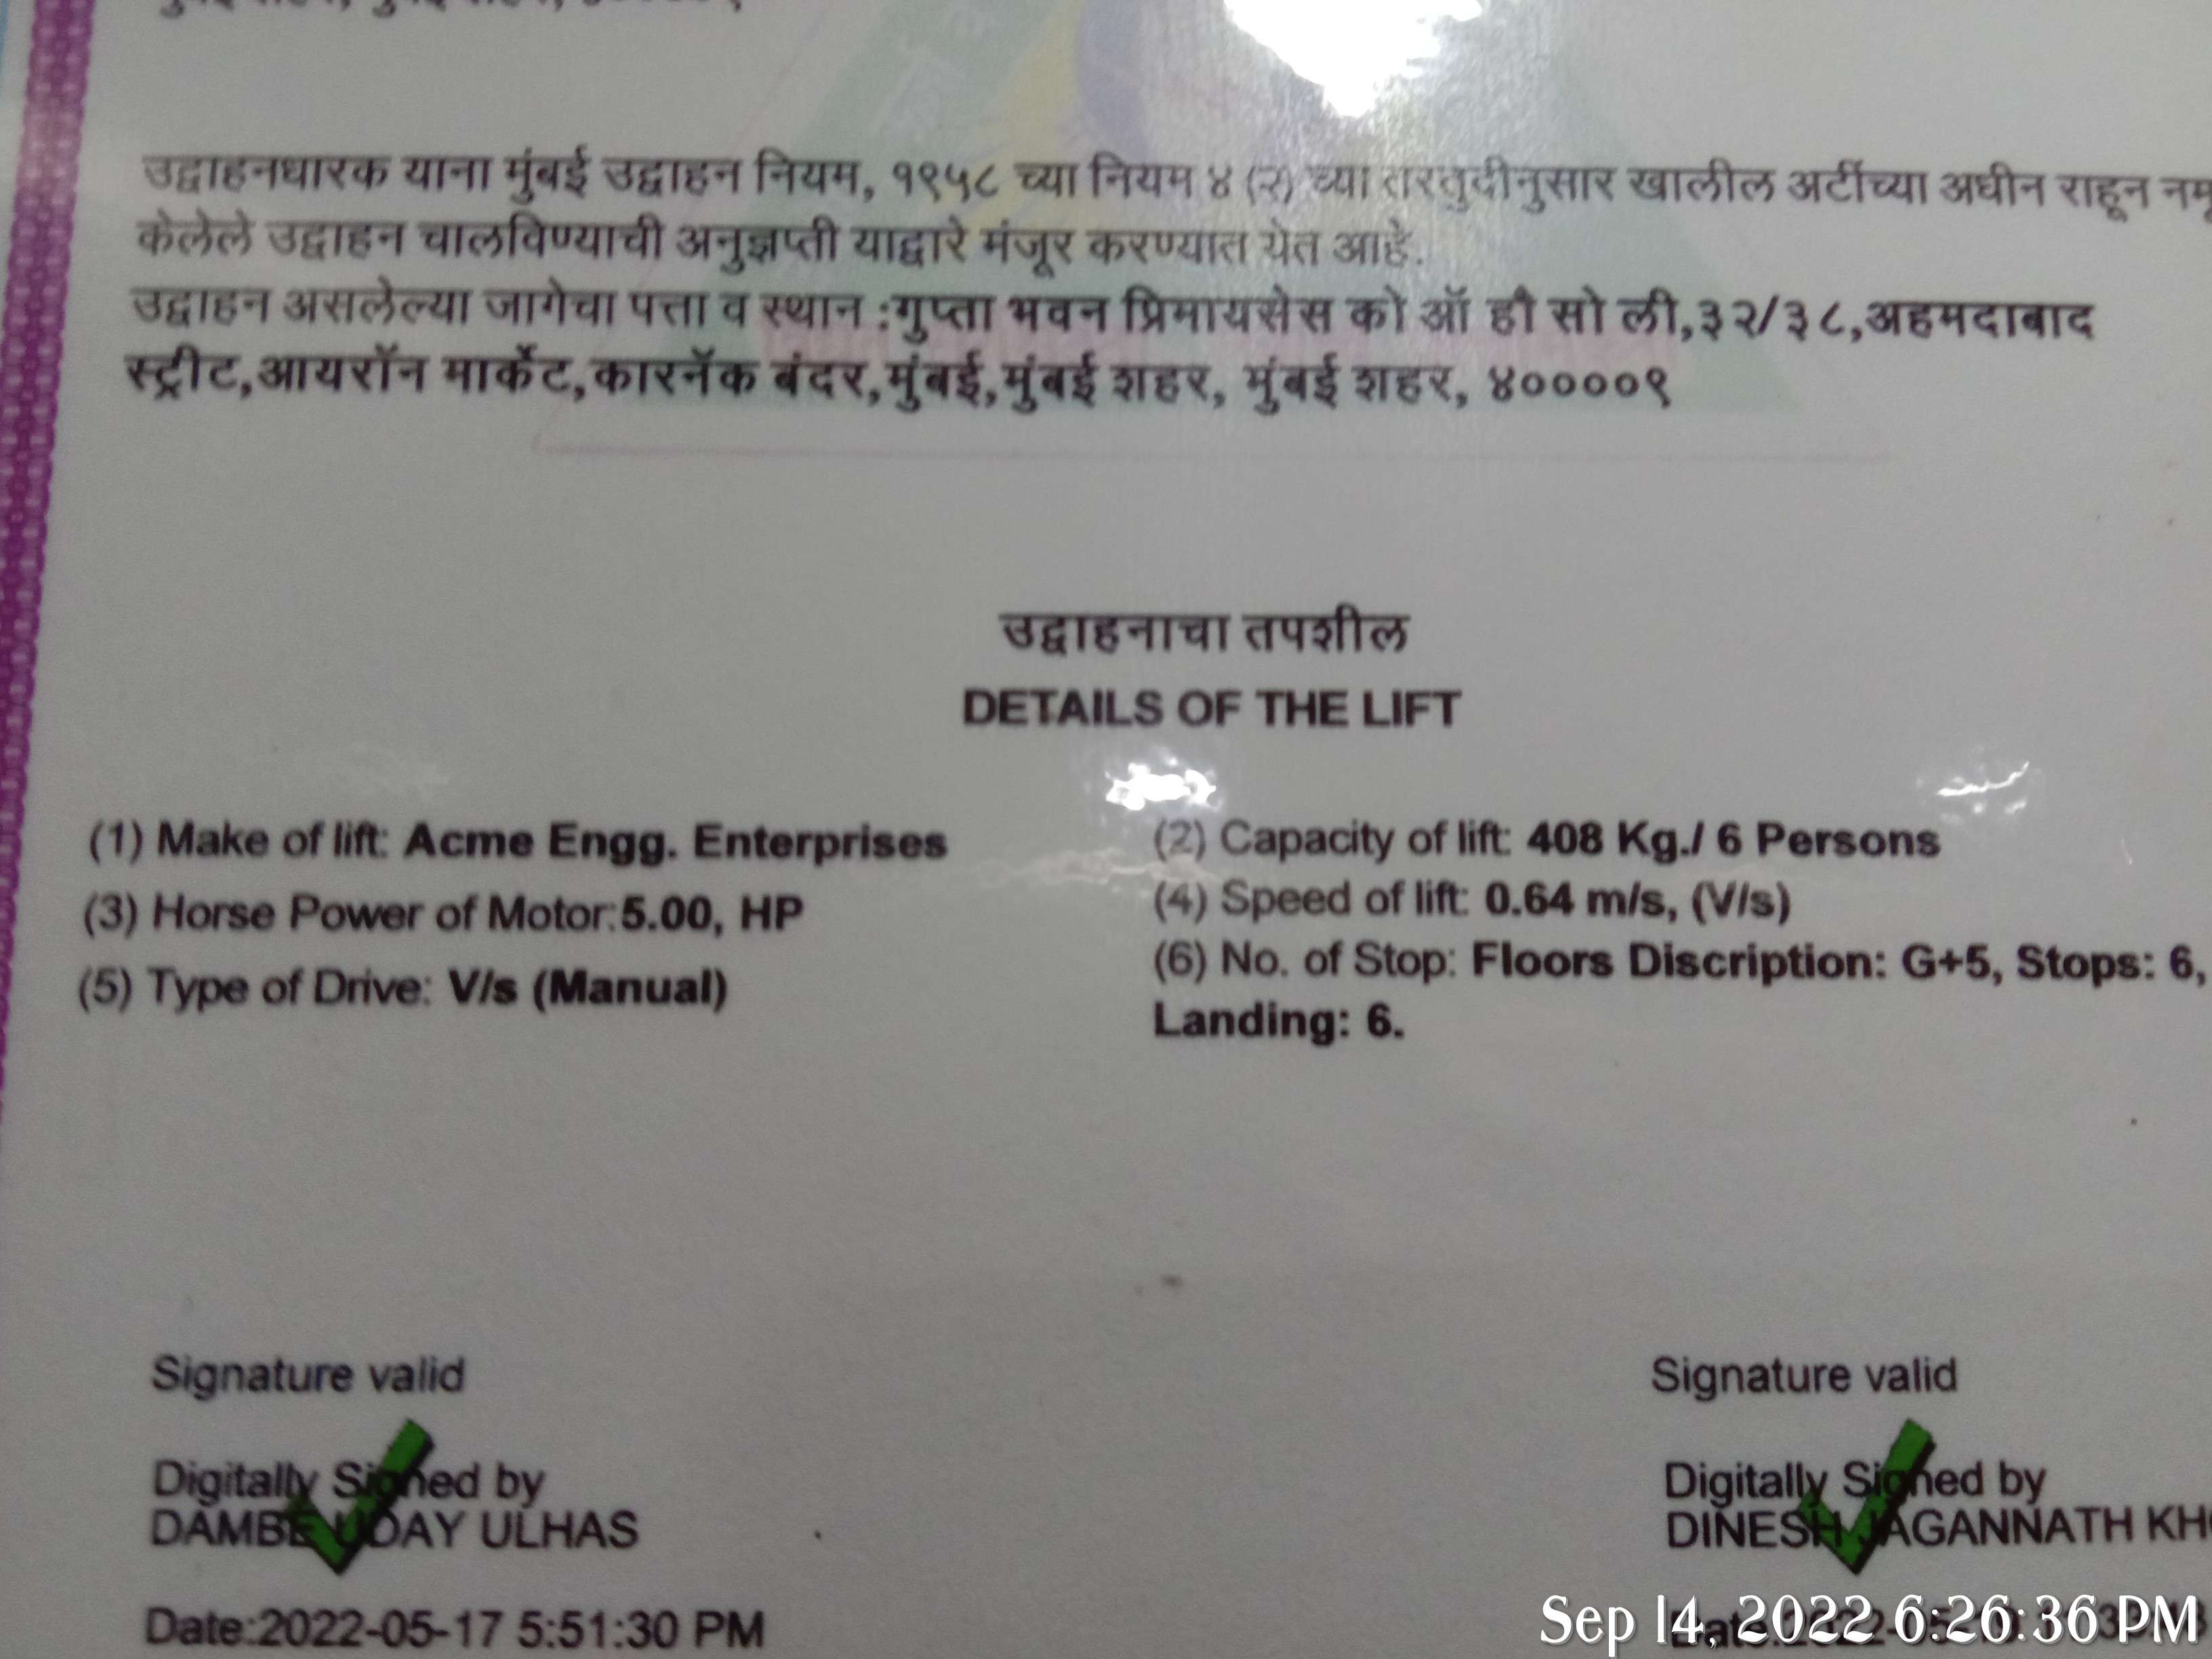 उद्वाहनधारक याना मुंबई उद्वाहन नियम, १९५८ च्या नियम ४ (२) च्या तरतुदीनुसार खालील अटींच्या अधीन राहून
केलेले उद्वाहन चालविण्याची अनुज्ञप्ती याद्वारे मंजूर करण्यात येत आहे.
उद्वाहन असलेल्या जागेचा पत्ता व स्थान :गुप्ता भवन प्रिमायसेस को ऑ हौ सो ली,३२/३८,अहमदाबाद
स्ट्रीट,आयरॉन मार्केट,कारनॅक बंदर,मुंबई,मुंबई शहर, मुंबई शहर, ४००००९
उद्वाहनाचा तपशील
DETAILS OF THE LIFT
(1) Make of lift: Acme Engg. Enterprises
(2) Capacity of lift: 408 Kg./ 6 Persons
(3) Horse Power of Motor:5.00, HP
(4) Speed of lift: 0.64 m/s, (V/s)
(5) Type of Drive: V/s (Manual)
(6) No. of Stop: Floors Discription: G+5, Stops: 6,
Landing: 6.
Signature valid
Digitally Signed by
DAMBE UDAY ULHAS
Date:2022-05-17 5:51:30 PM
Signature valid
Digitally Signed by
DINESH JAGANNATH
Sep 14, 2022 6:26:36 PM